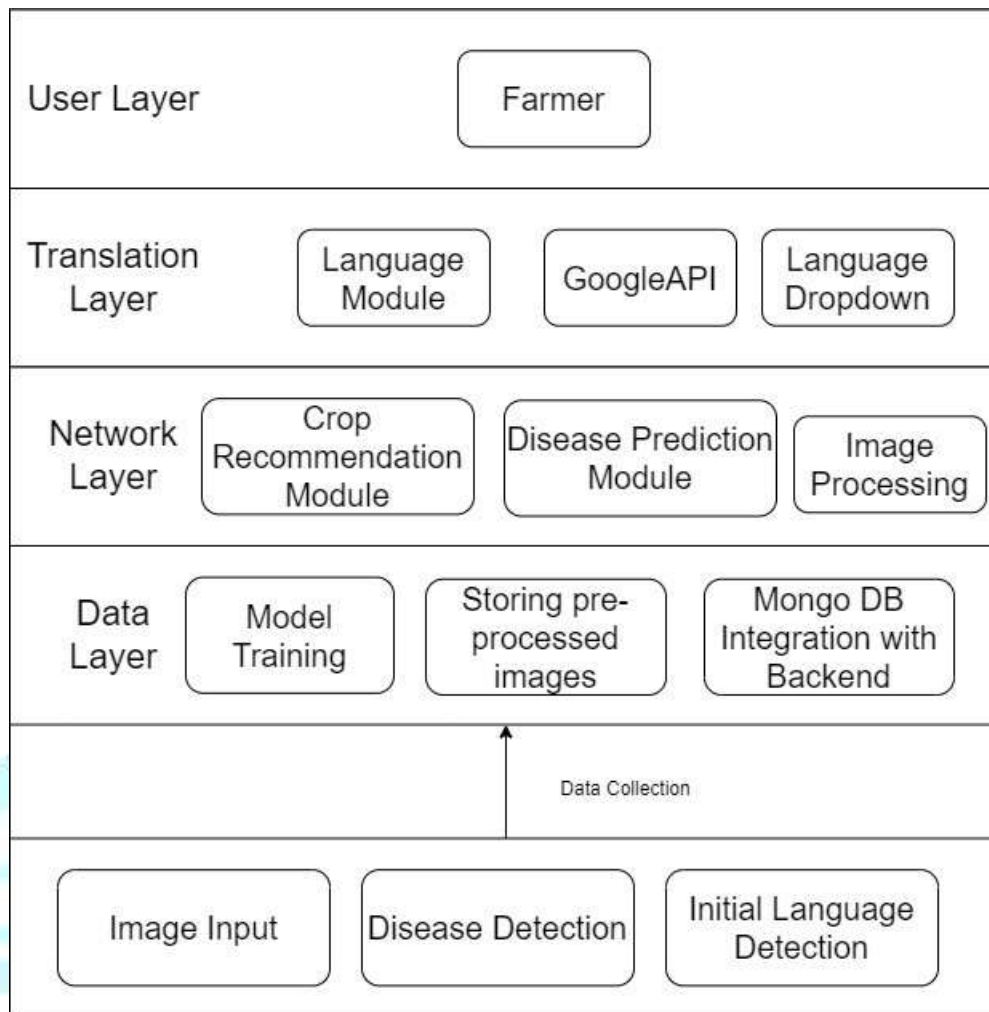 User Layer
Farmer
Translation
Layer
Language
Module
GoogleAPI
Language
Dropdown
Network
Layer
Crop
Recommendation
Module
Disease Prediction
Module
Image
Processing
Data
Layer
Model
Training
Storing pre-
processed
images
Mongo DB
Integration with
Backend
Data Collection
Image Input
Disease Detection
Initial Language
Detection